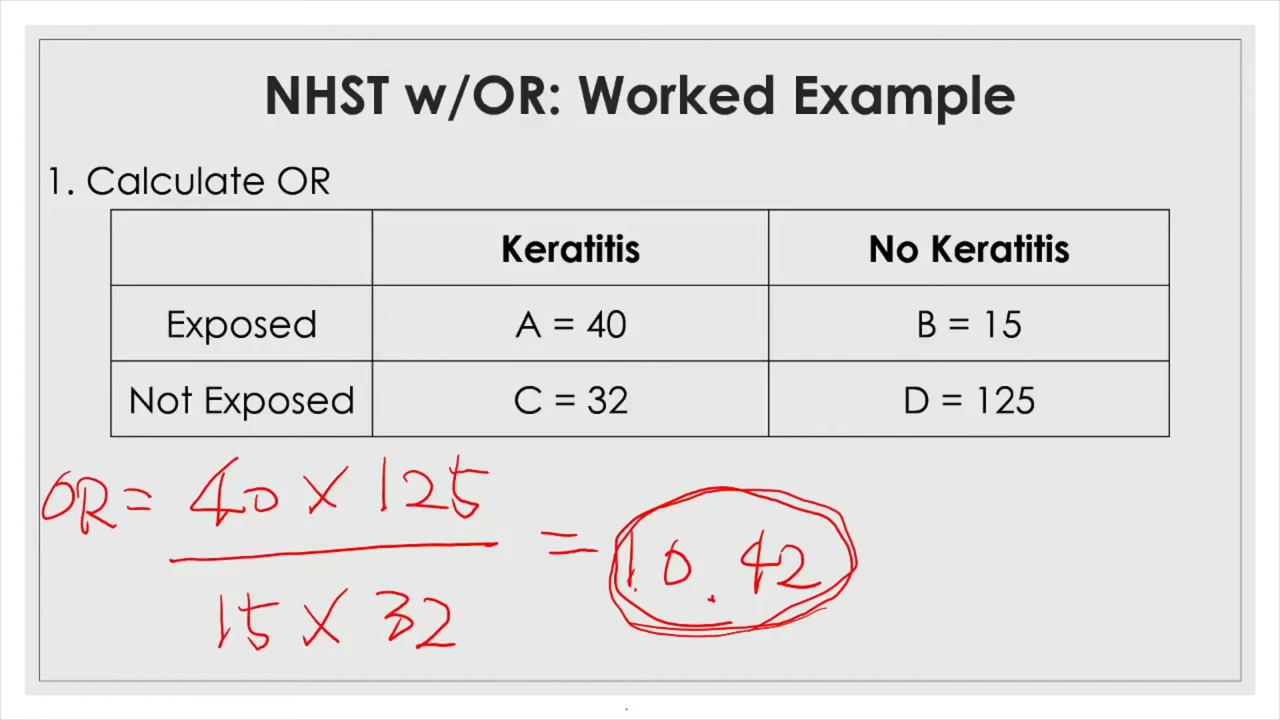 NHST w/OR: Worked Example
1. Calculate OR
Keratitis No Keratitis
Exposed A = 40 B = 15
Not Exposed C = 32 D = 125
OR = 40 × 125
= 10.42
15 × 32